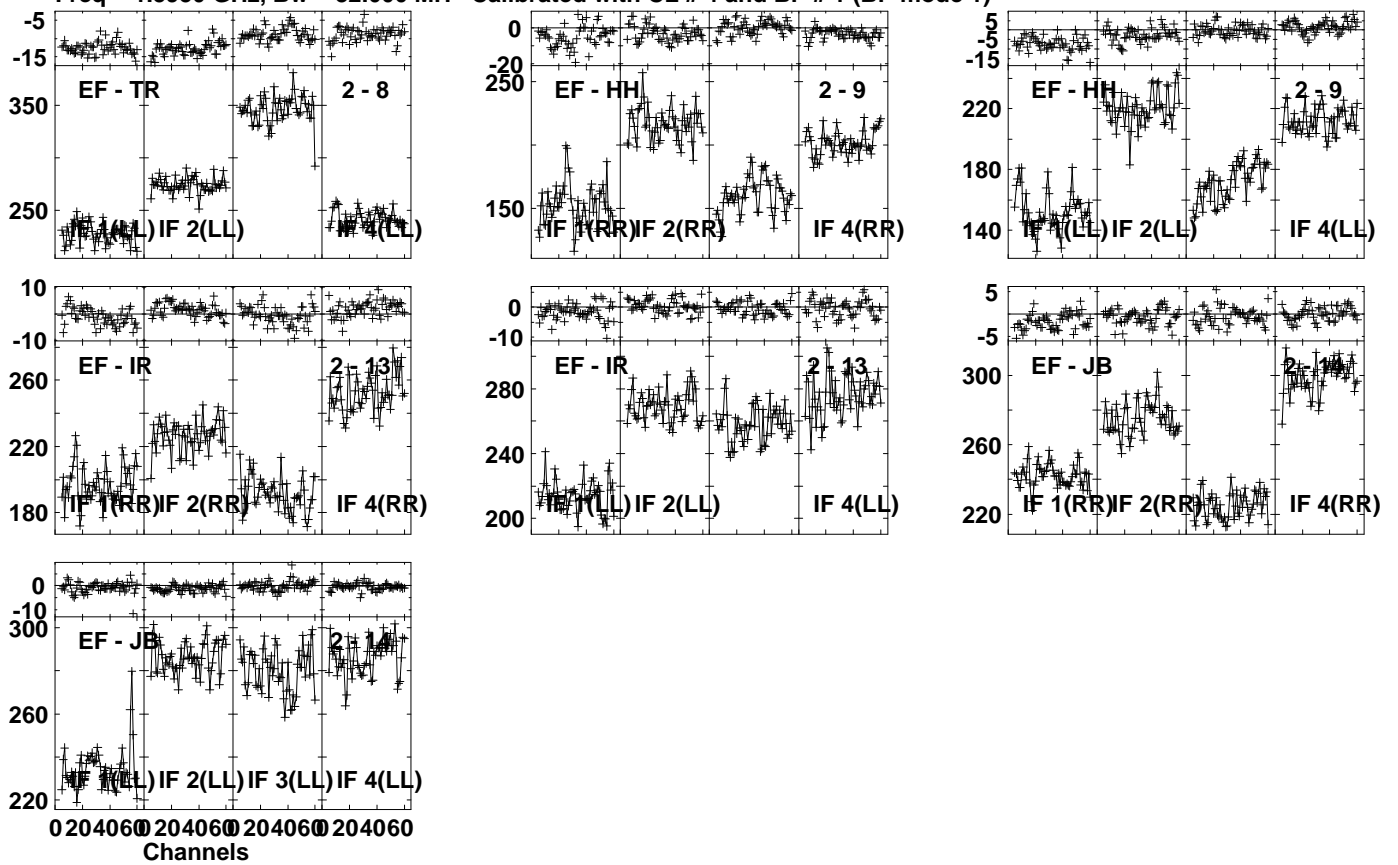 Calibrated with and
-5
-15
EF - TR 2 - 8
350
250
IF 1(LL) IF 2(LL) IF 4(LL)
0
-20
250
EF - HH 2 - 9
150
IF 1(RR) IF 2(RR) IF 4(RR)
5
-5
-15
EF - HH 2 - 9
220
180
140
IF 1(LL) IF 2(LL) IF 4(LL)
10
-10
EF - IR 2 - 13
260
220
180
IF 1(RR) IF 2(RR) IF 4(RR)
0
-10
EF - IR 2 - 13
280
240
200
IF 1(LL) IF 2(LL) IF 4(LL)
5
-5
EF - JB 2 - 14
300
260
220
IF 1(RR) IF 2(RR) IF 4(RR)
0
-10
300
EF - JB 2 - 14
260
220
IF 1(LL) IF 2(LL) IF 3(LL) IF 4(LL)
0 20 40 60 0 20 40 60 0 20 40 60 0 20 40 60
Channels